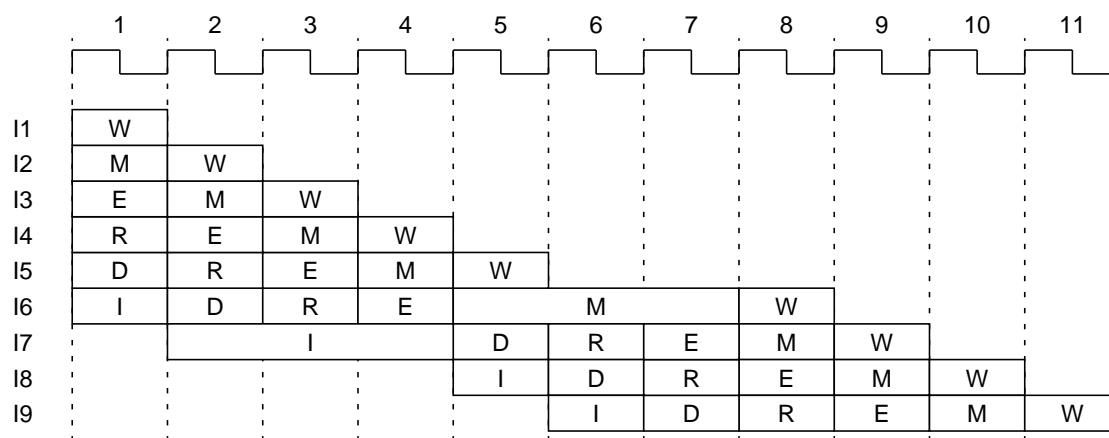 1 2 3 4 5 6 7 8 9 10 11
I1 W
I2 M W
I3 E M W
I4 R E M W
I5 D R E M W
I6 I D R E M W
I7 I D R E M W
I8 I D R E M W
I9 I D R E M W